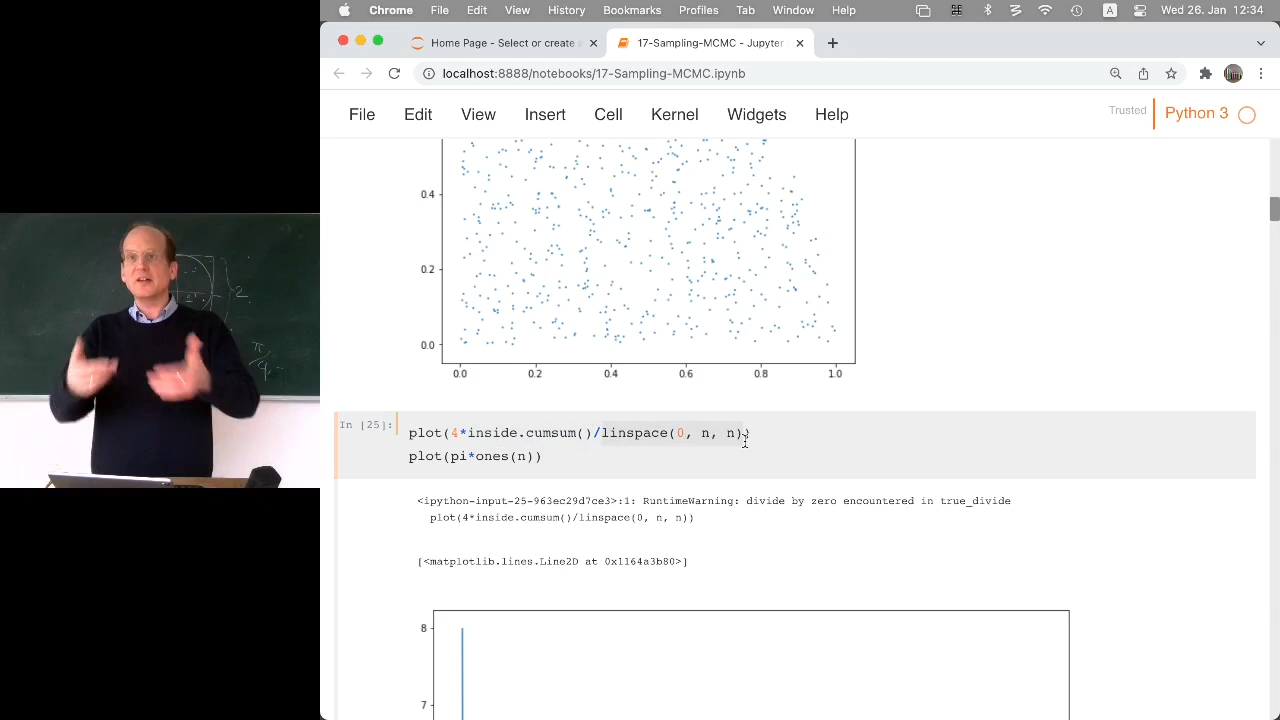 Chrome File Edit View History Bookmarks Profiles Tab Window Help A Wed 26. Jan 12:34
Home Page - Select or create a 17-Sampling-MCMC - Jupyter
localhost:8888/notebooks/17-Sampling-MCMC.ipynb
File Edit View Insert Cell Kernel Widgets Help Trusted Python 3
0.4
0.2
0.0
0.0 0.2 0.4 0.6 0.8 1.0
2
π/4
In [25]: plot(4*inside.cumsum()/linspace(0, n, n))
plot(pi*ones(n))
<ipython-input-25-963ec29d7ce3>:1: RuntimeWarning: divide by zero encountered in true_divide
plot(4*inside.cumsum()/linspace(0, n, n))
[<matplotlib.lines.Line2D at 0x1164a3b80>]
8
7